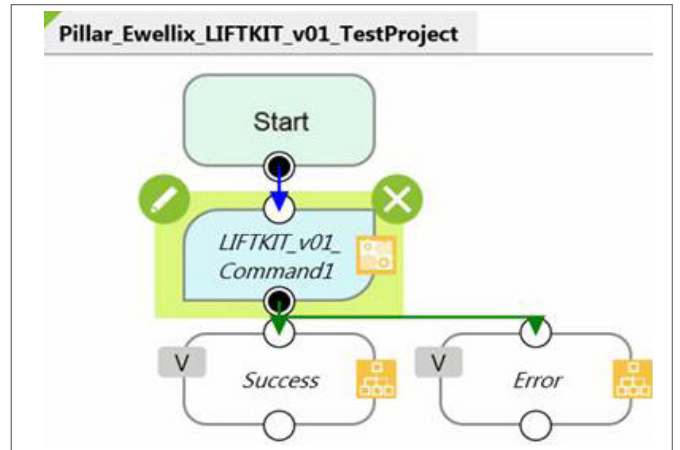 Pillar_Ewellix_LIFTKIT_v01_TestProject
Start
LIFTKIT_v01_
Command1
V
Success
V
Error